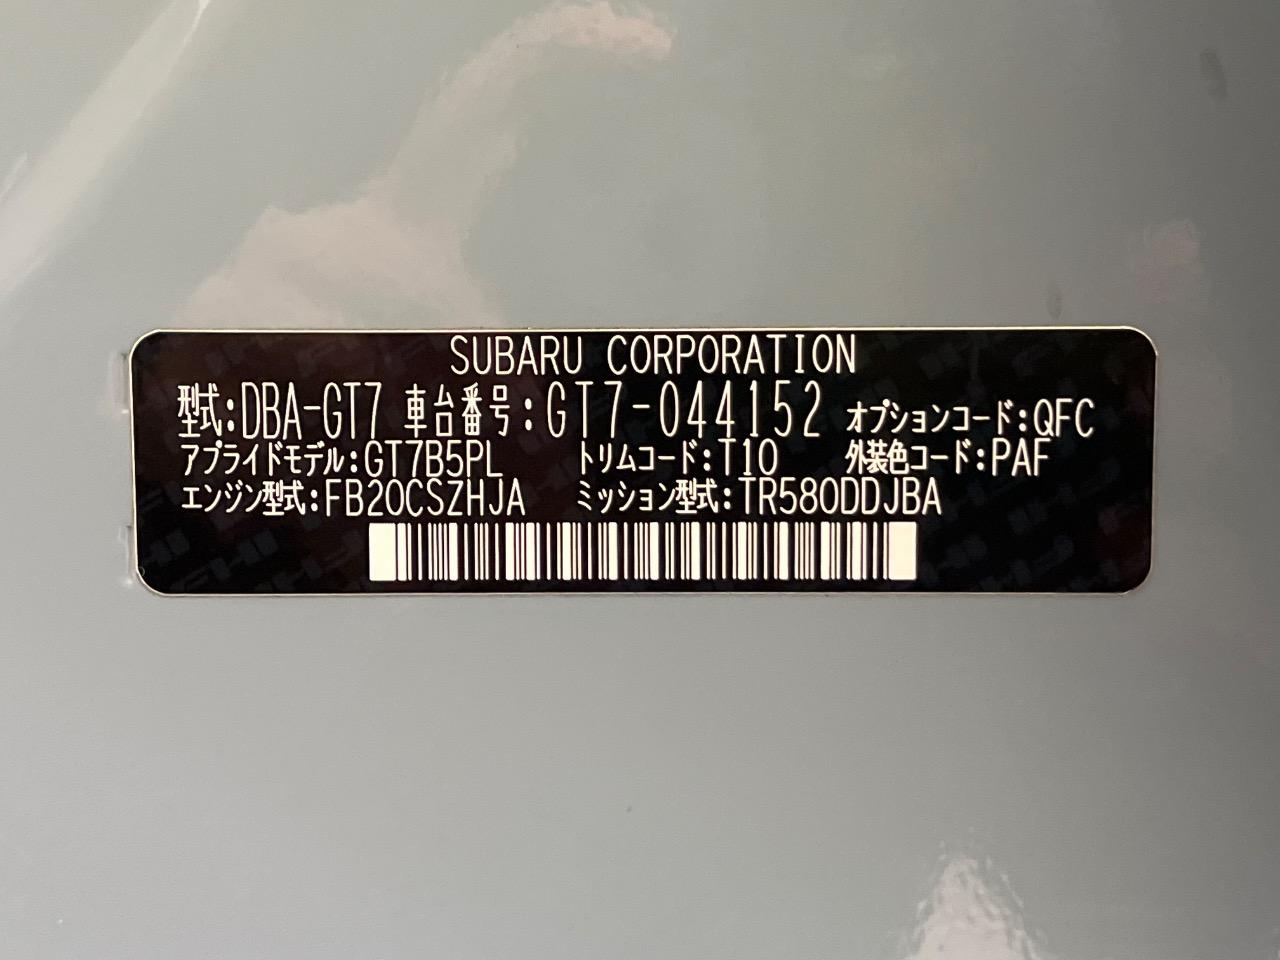 SUBARU CORPORATION
型式:DBA-GT7 車台番号:GT7-044152 オプションコード:QFC
アプライドモデル:GT7B5PL トリムコード:T10 外装色コード:PAF
エンジン型式:FB20CSZHJA ミッション型式:TR580DDJBA